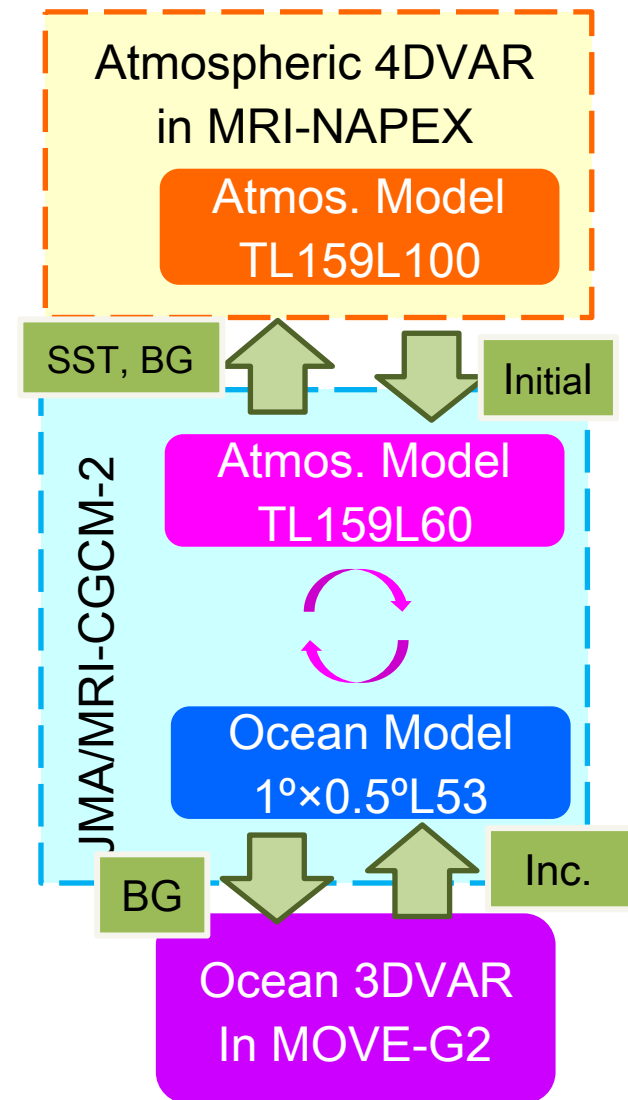 Atmospheric 4DVAR
in MRI-NAPEX
Atmos. Model
TL159L100
SST, BG
Initial
JMA/MRI-CGCM-2
Atmos. Model
TL159L60
Ocean Model
1º×0.5ºL53
BG
Inc.
Ocean 3DVAR
In MOVE-G2